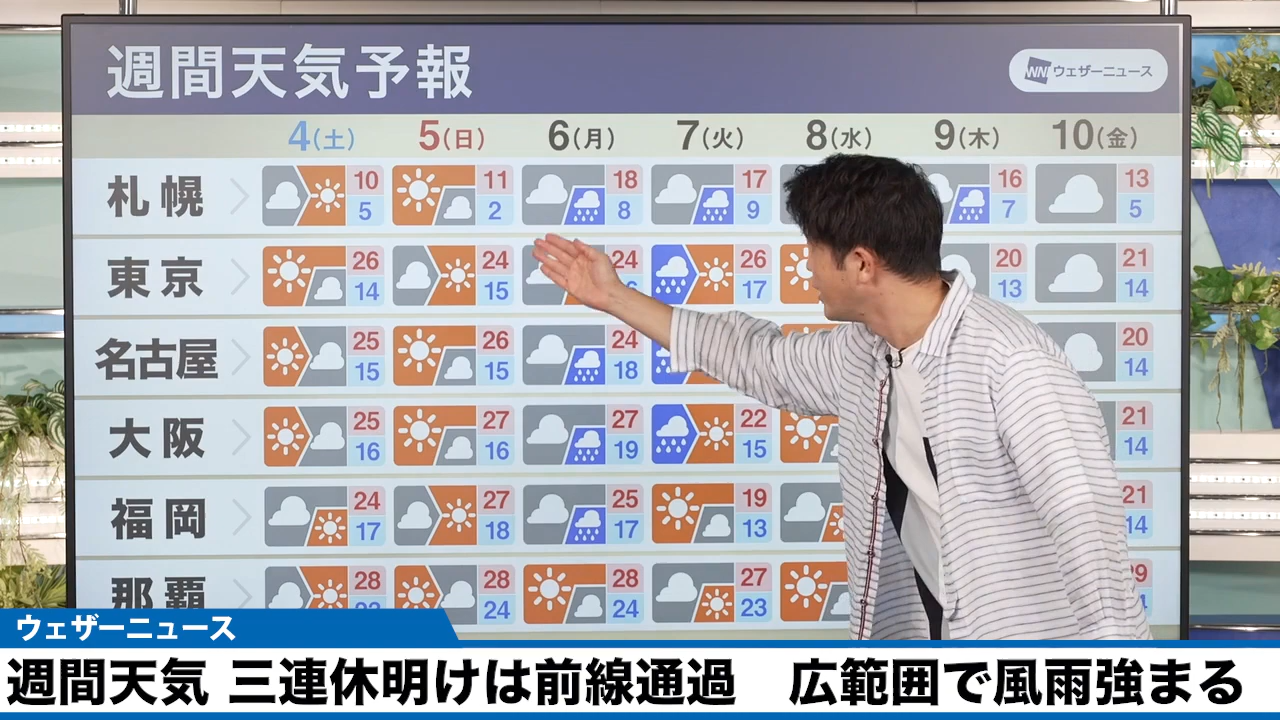 週間天気予報
WNI ウェザーニュース
4(土) 5(日) 6(月) 7(火) 8(水) 9(木) 10(金)
札幌 10 5 11 2 18 8 17 9 16 7 13 5
東京 26 14 24 15 24 26 17 20 13 21 14
名古屋 25 15 26 15 24 18 20 14
大阪 25 16 27 16 27 19 22 15 21 14
福岡 24 17 27 18 25 17 19 13 21 14
那覇 28 28 24 28 24 27 23
ウェザーニュース
週間天気 三連休明けは前線通過　広範囲で風雨強まる